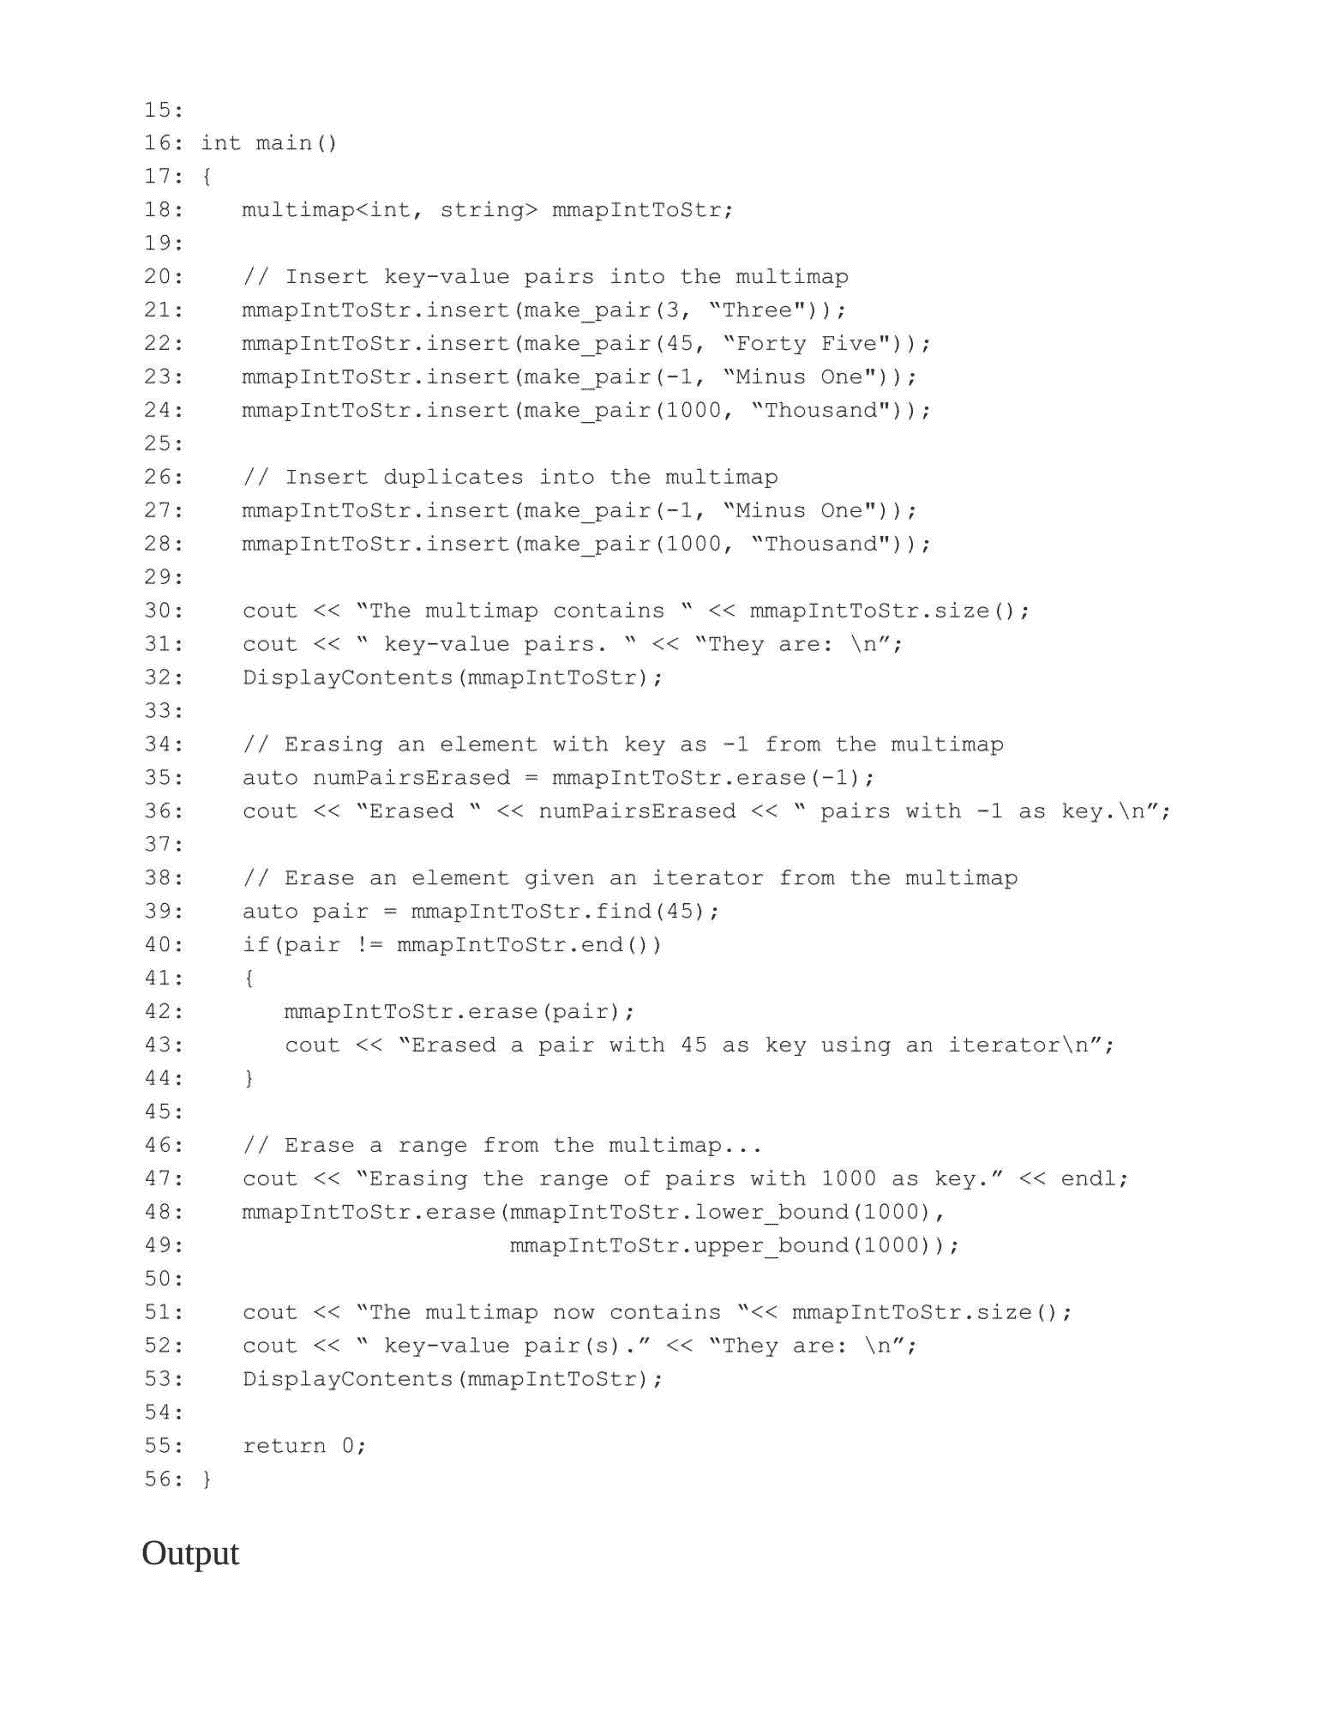 15:
16: int main()
17: {
18:    multimap<int, string> mmapIntToStr;
19:
20:    // Insert key-value pairs into the multimap
21:    mmapIntToStr.insert(make_pair(3, “Three"));
22:    mmapIntToStr.insert(make_pair(45, “Forty Five"));
23:    mmapIntToStr.insert(make_pair(-1, “Minus One"));
24:    mmapIntToStr.insert(make_pair(1000, “Thousand"));
25:
26:    // Insert duplicates into the multimap
27:    mmapIntToStr.insert(make_pair(-1, “Minus One"));
28:    mmapIntToStr.insert(make_pair(1000, “Thousand"));
29:
30:    cout << “The multimap contains “ << mmapIntToStr.size();
31:    cout << “ key-value pairs. “ << “They are: \n”;
32:    DisplayContents(mmapIntToStr);
33:
34:    // Erasing an element with key as -1 from the multimap
35:    auto numPairsErased = mmapIntToStr.erase(-1);
36:    cout << “Erased “ << numPairsErased << “ pairs with -1 as key.\n”;
37:
38:    // Erase an element given an iterator from the multimap
39:    auto pair = mmapIntToStr.find(45);
40:    if(pair != mmapIntToStr.end())
41:    {
42:       mmapIntToStr.erase(pair);
43:       cout << “Erased a pair with 45 as key using an iterator\n”;
44:    }
45:
46:    // Erase a range from the multimap...
47:    cout << “Erasing the range of pairs with 1000 as key.” << endl;
48:    mmapIntToStr.erase(mmapIntToStr.lower_bound(1000),
49:                       mmapIntToStr.upper_bound(1000));
50:
51:    cout << “The multimap now contains “<< mmapIntToStr.size();
52:    cout << “ key-value pair(s).” << “They are: \n”;
53:    DisplayContents(mmapIntToStr);
54:
55:    return 0;
56: }
Output